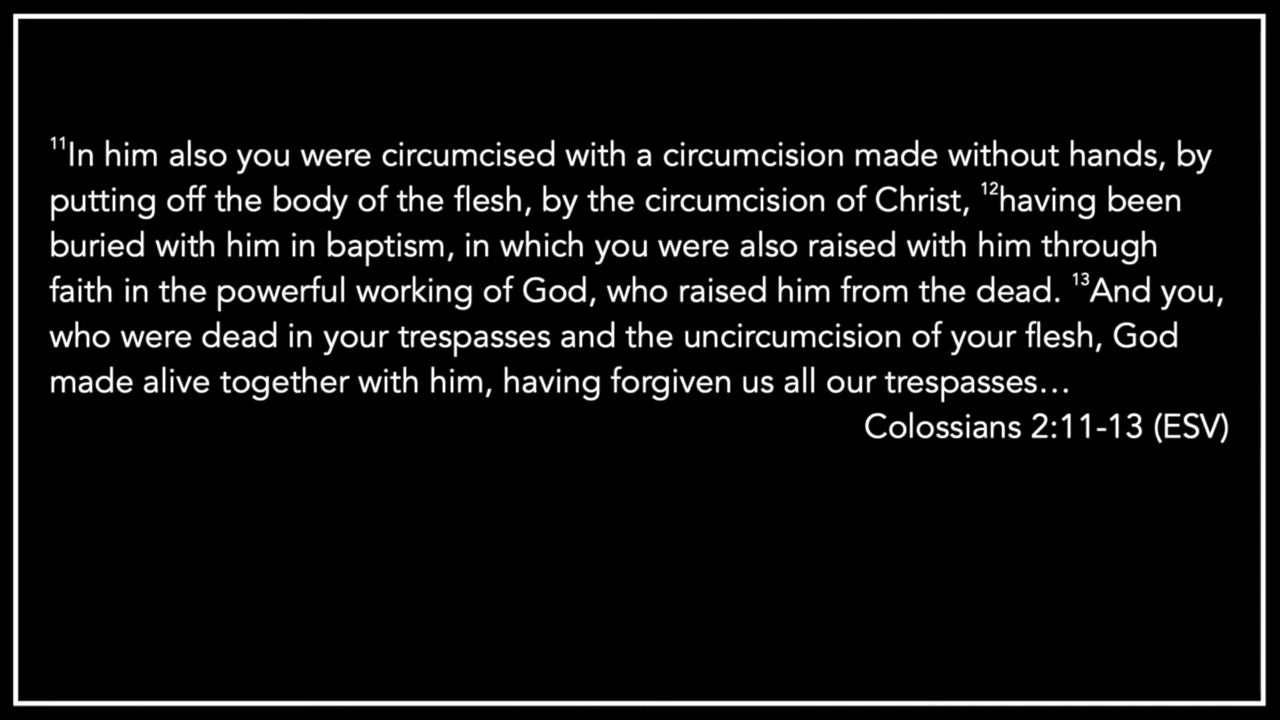 ¹¹In him also you were circumcised with a circumcision made without hands, by
putting off the body of the flesh, by the circumcision of Christ, ¹²having been
buried with him in baptism, in which you were also raised with him through
faith in the powerful working of God, who raised him from the dead. ¹³And you,
who were dead in your trespasses and the uncircumcision of your flesh, God
made alive together with him, having forgiven us all our trespasses…
Colossians 2:11-13 (ESV)